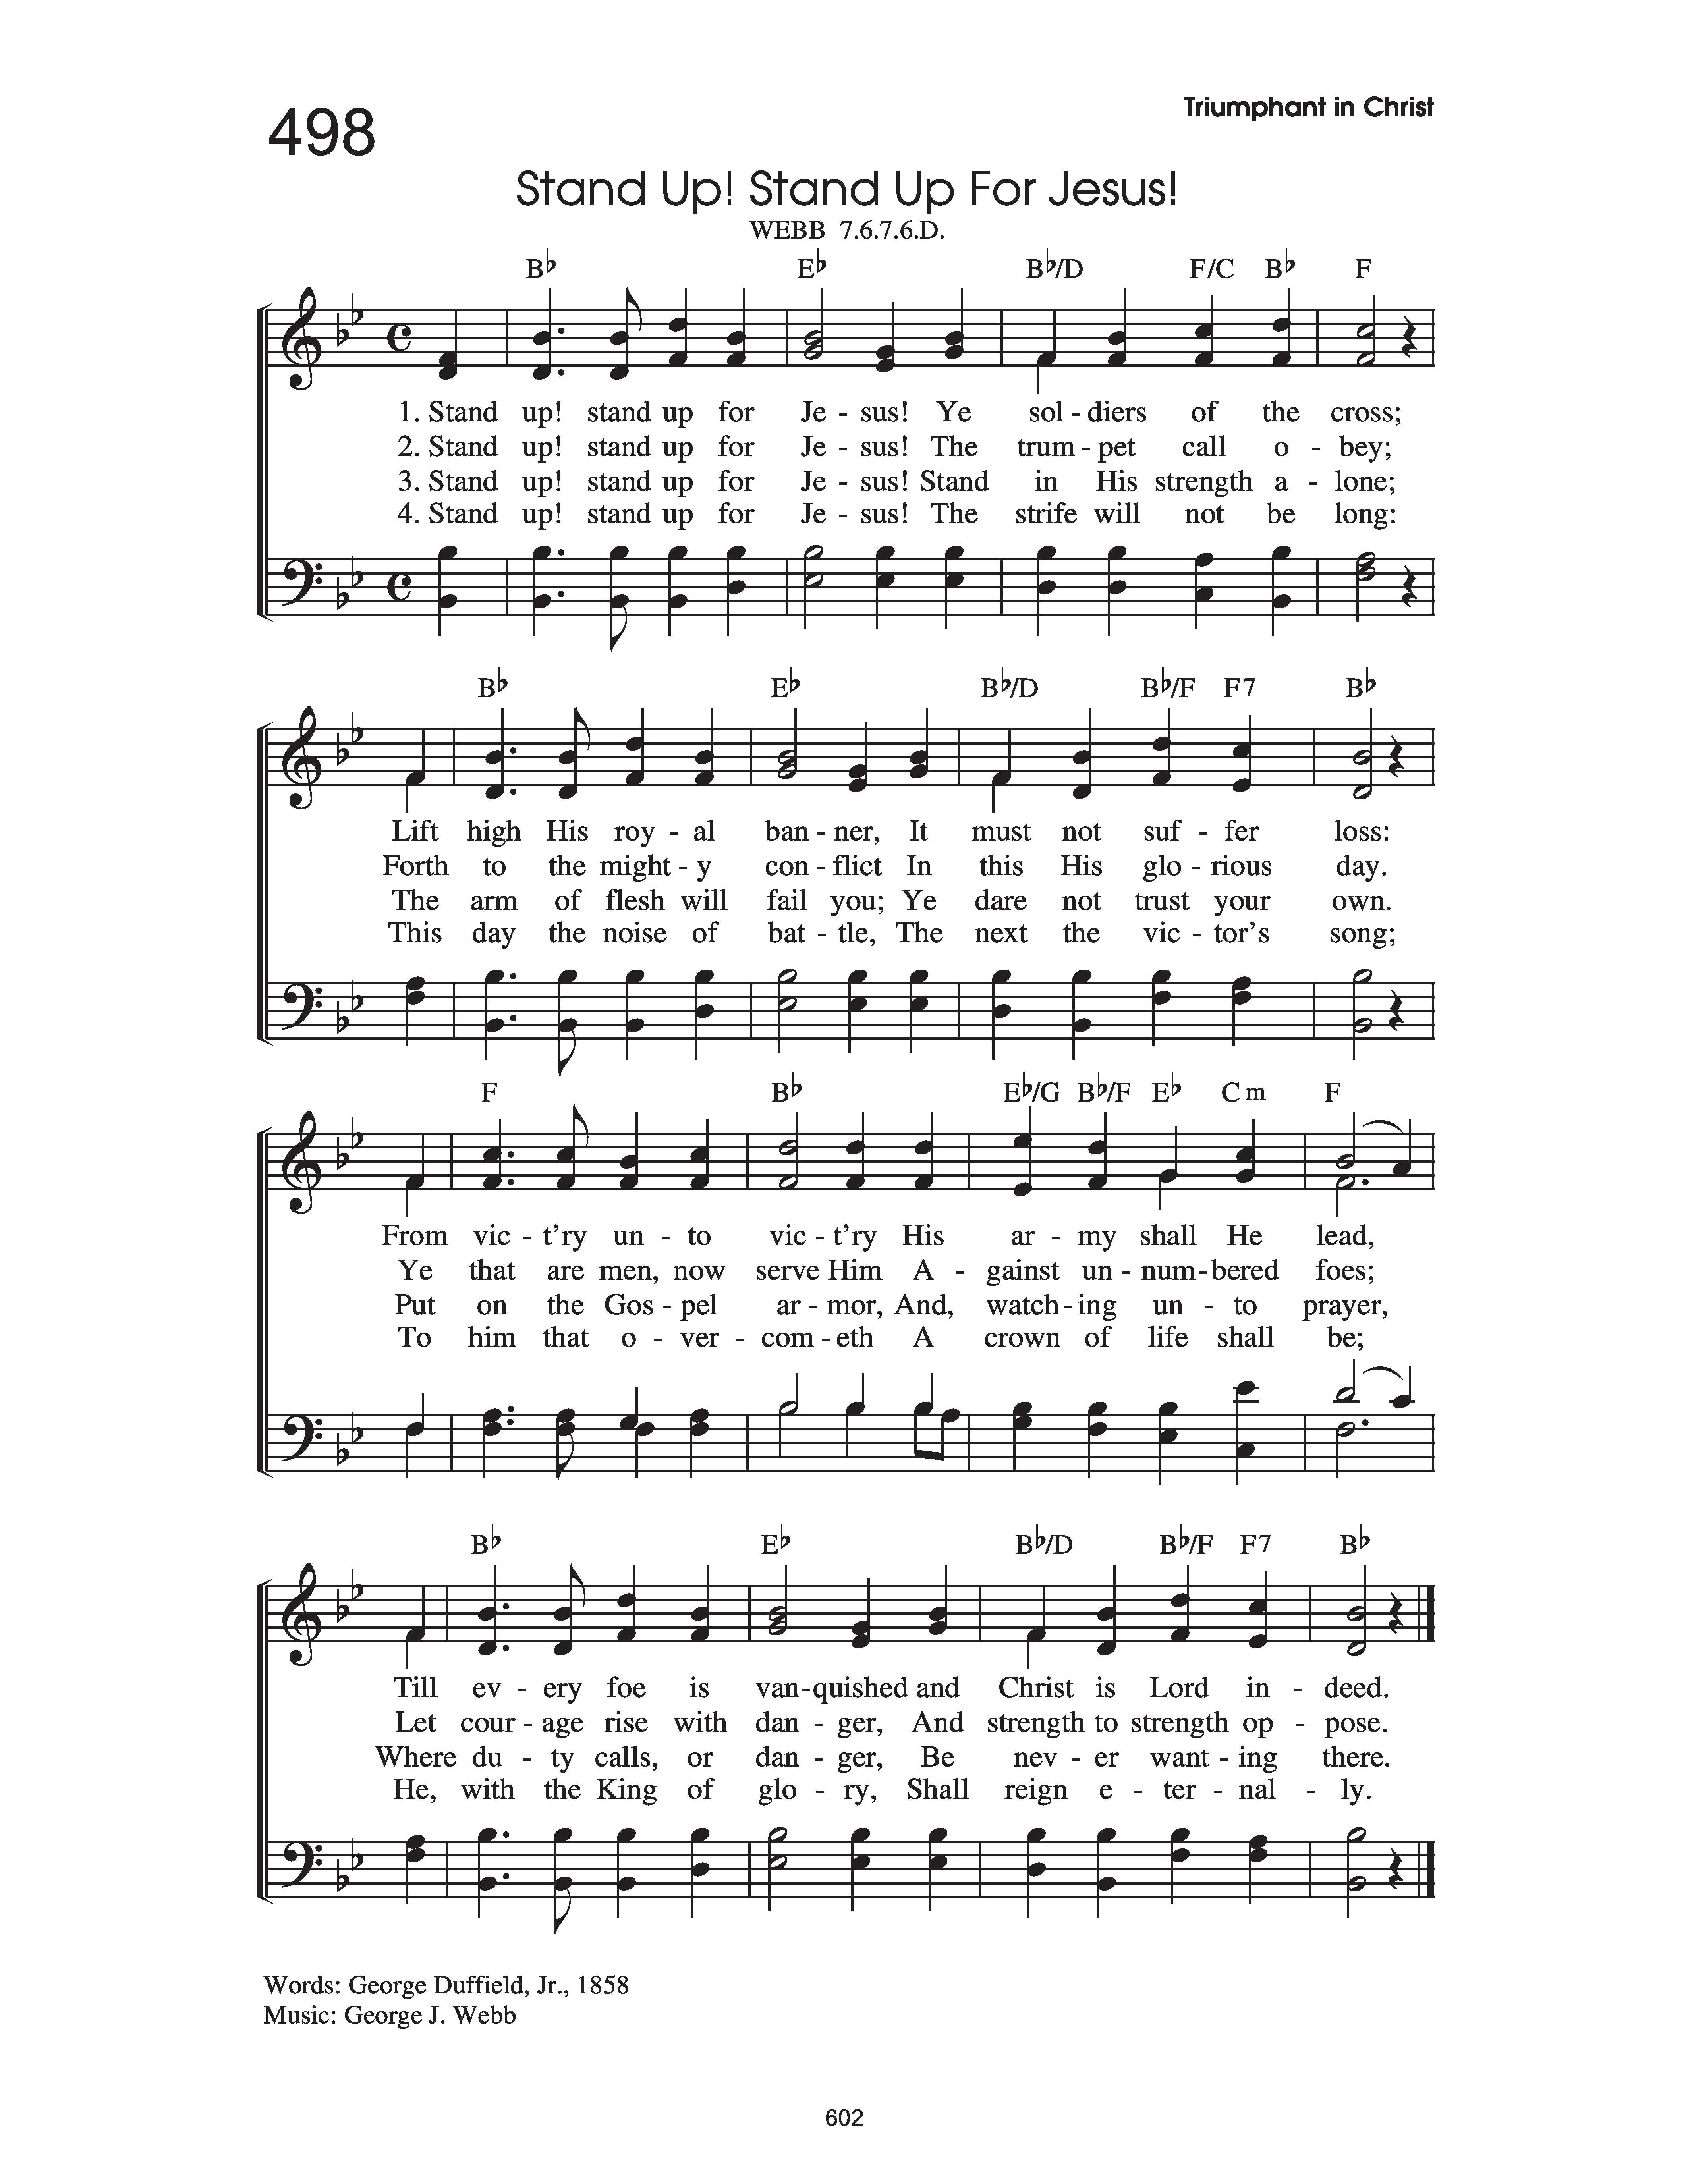 498
Triumphant in Christ
Stand Up! Stand Up For Jesus!
WEBB 7.6.7.6.D.
B♭ E♭ B♭/D F/C B♭ F
1. Stand up! stand up for Je - sus! Ye sol - diers of the cross;
2. Stand up! stand up for Je - sus! The trum - pet call o - bey;
3. Stand up! stand up for Je - sus! Stand in His strength a - lone;
4. Stand up! stand up for Je - sus! The strife will not be long:
B♭ E♭ B♭/D B♭/F F7 B♭
Lift high His roy - al ban - ner, It must not suf - fer loss:
Forth to the might - y con - flict In this His glo - rious day.
The arm of flesh will fail you; Ye dare not trust your own.
This day the noise of bat - tle, The next the vic - tor's song;
F B♭ E♭/G B♭/F E♭ Cm F
From vic - t'ry un - to vic - t'ry His ar - my shall He lead,
Ye that are men, now serve Him A - gainst un - num - bered foes;
Put on the Gos - pel ar - mor, And, watch - ing un - to prayer,
To him that o - ver - com - eth A crown of life shall be;
B♭ E♭ B♭/D B♭/F F7 B♭
Till ev - ery foe is van - quished and Christ is Lord in - deed.
Let cour - age rise with dan - ger, And strength to strength op - pose.
Where du - ty calls, or dan - ger, Be nev - er want - ing there.
He, with the King of glo - ry, Shall reign e - ter - nal - ly.
Words: George Duffield, Jr., 1858
Music: George J. Webb
602